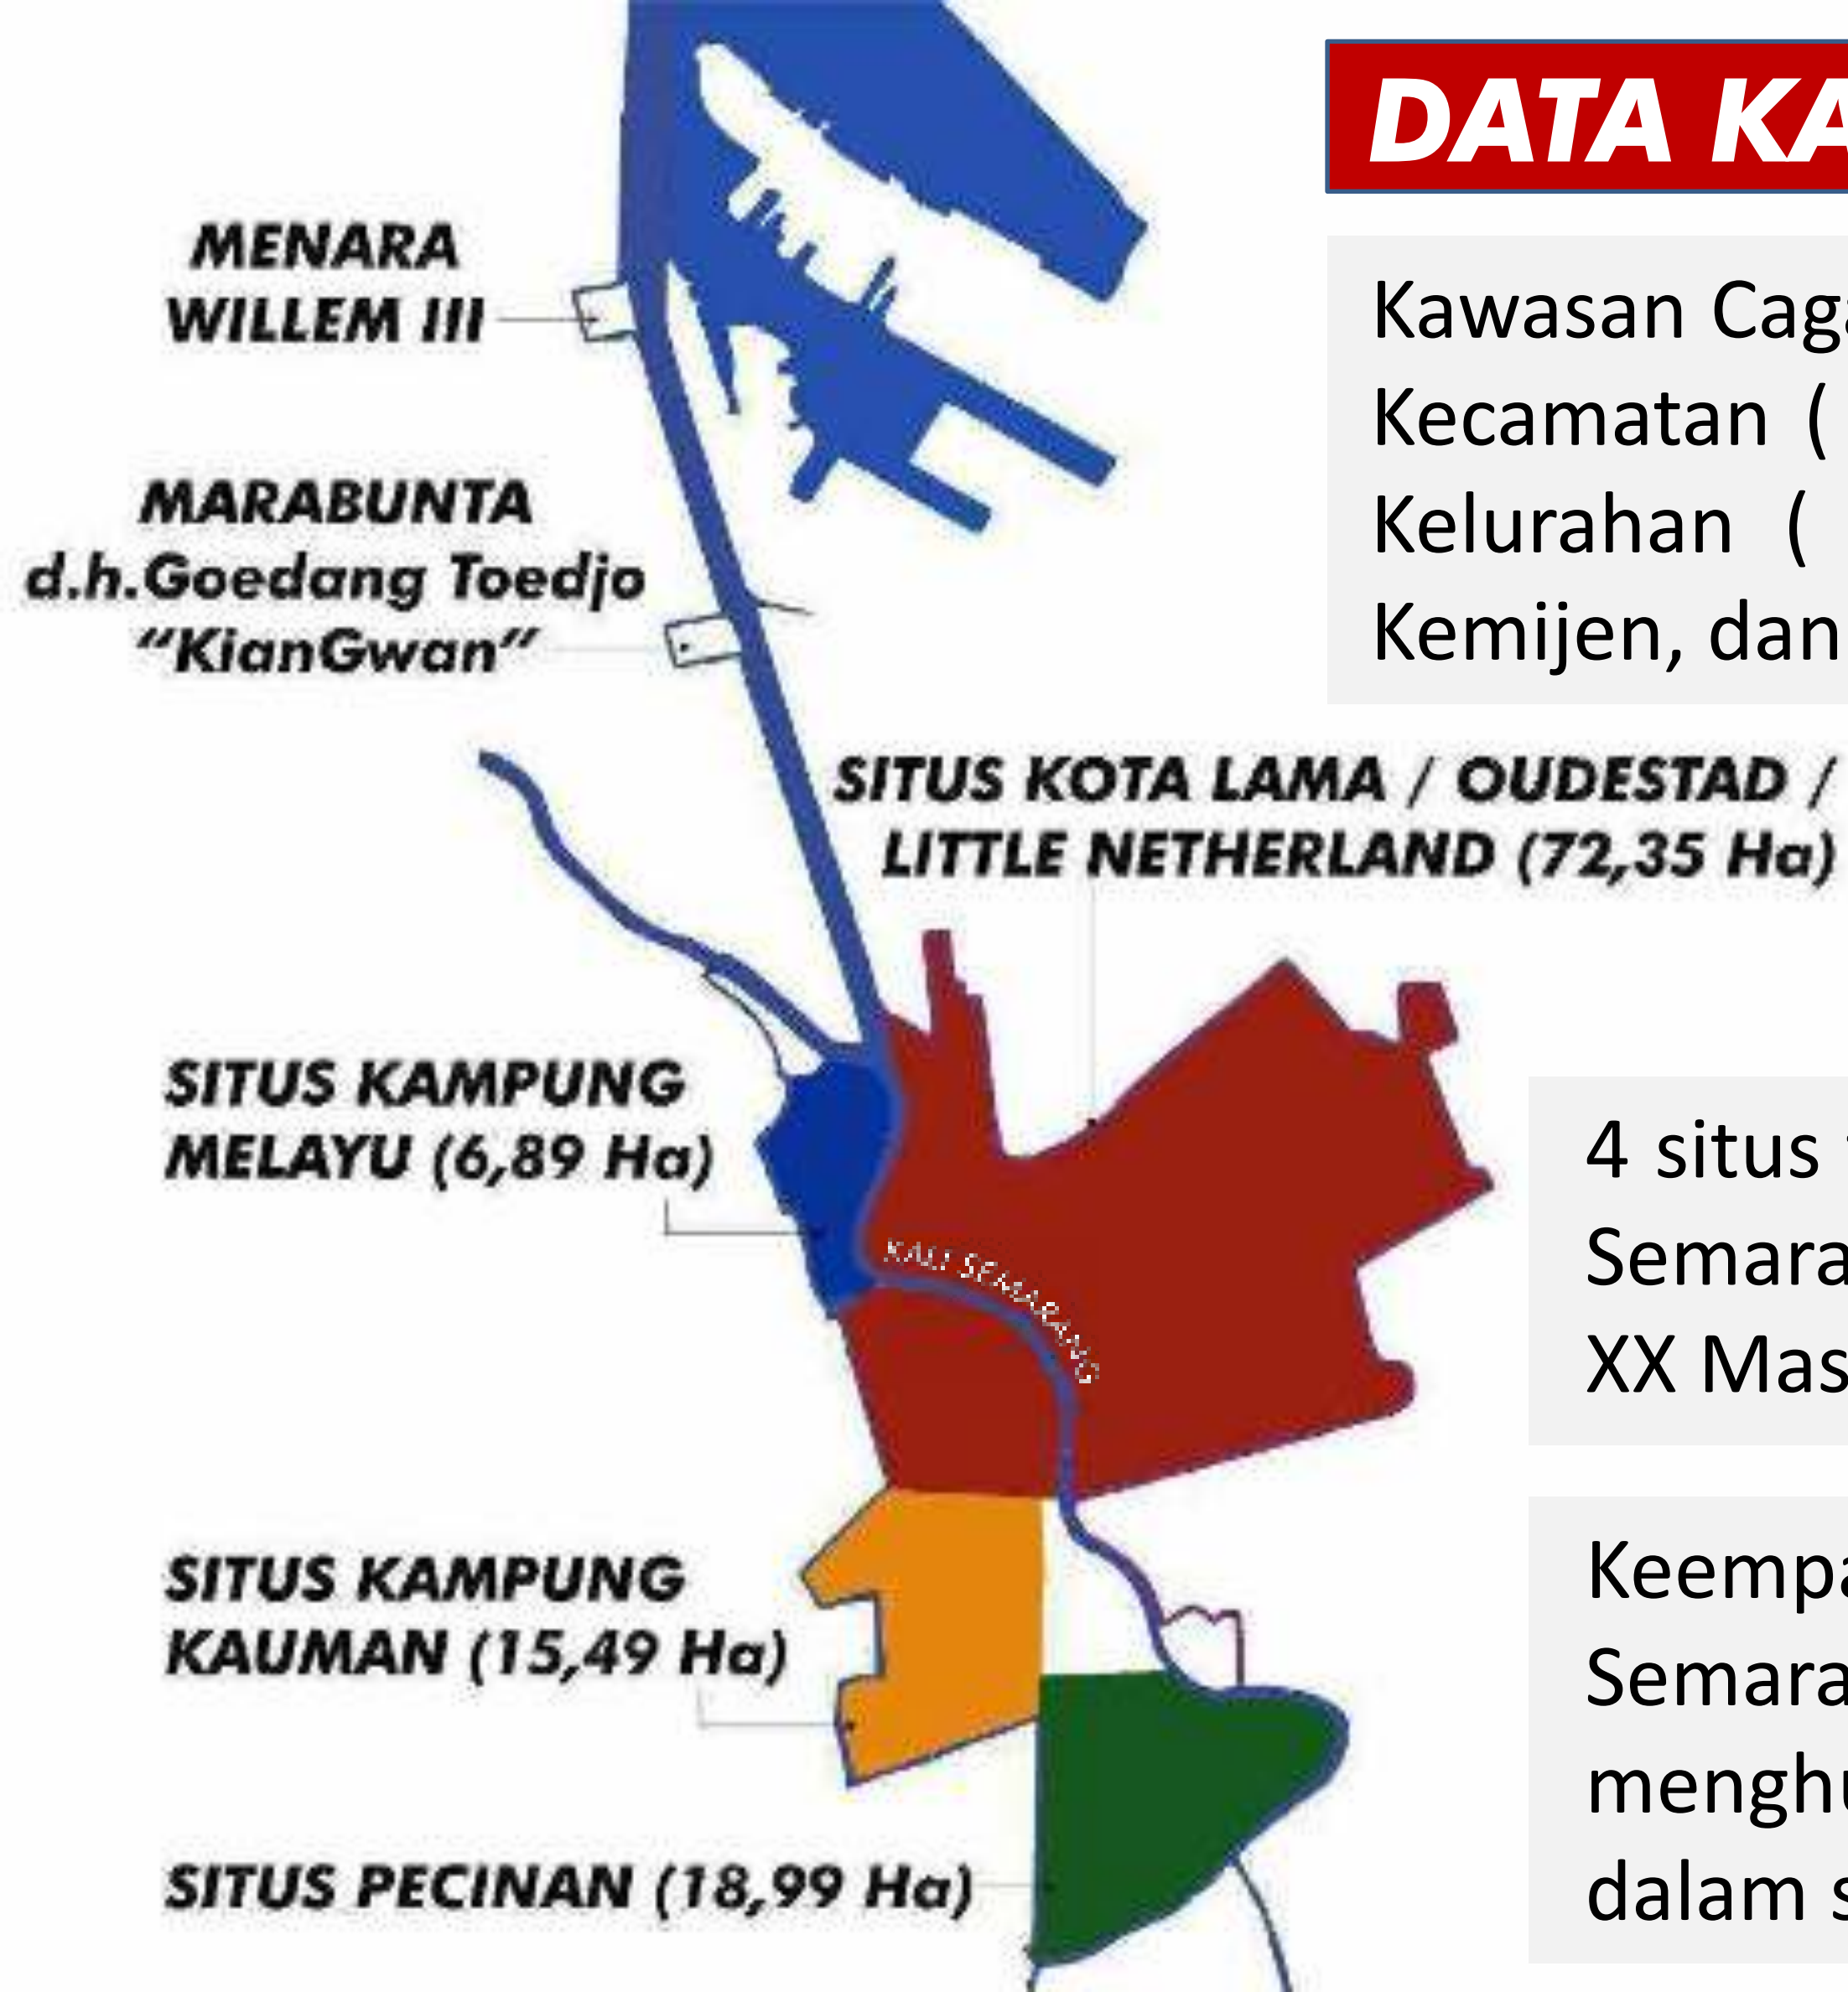 DATA KA
MENARA
WILLEM III
Kawasan Caga
Kecamatan (
Kelurahan (
Kemijen, dan
MARABUNTA
d.h.Goedang Toedjo
“KianGwan”
SITUS KOTA LAMA / OUDESTAD /
LITTLE NETHERLAND (72,35 Ha)
SITUS KAMPUNG
MELAYU (6,89 Ha)
KALI SEMARANG
4 situs
Semara
XX Mas
SITUS KAMPUNG
KAUMAN (15,49 Ha)
Keempa
Semara
menghu
dalam s
SITUS PECINAN (18,99 Ha)